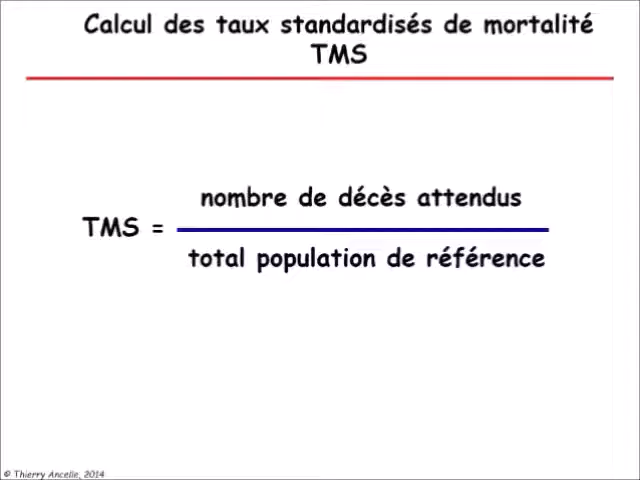 Calcul des taux standardisés de mortalité
TMS
nombre de décès attendus
TMS =
total population de référence
© Thierry Ancelle, 2014